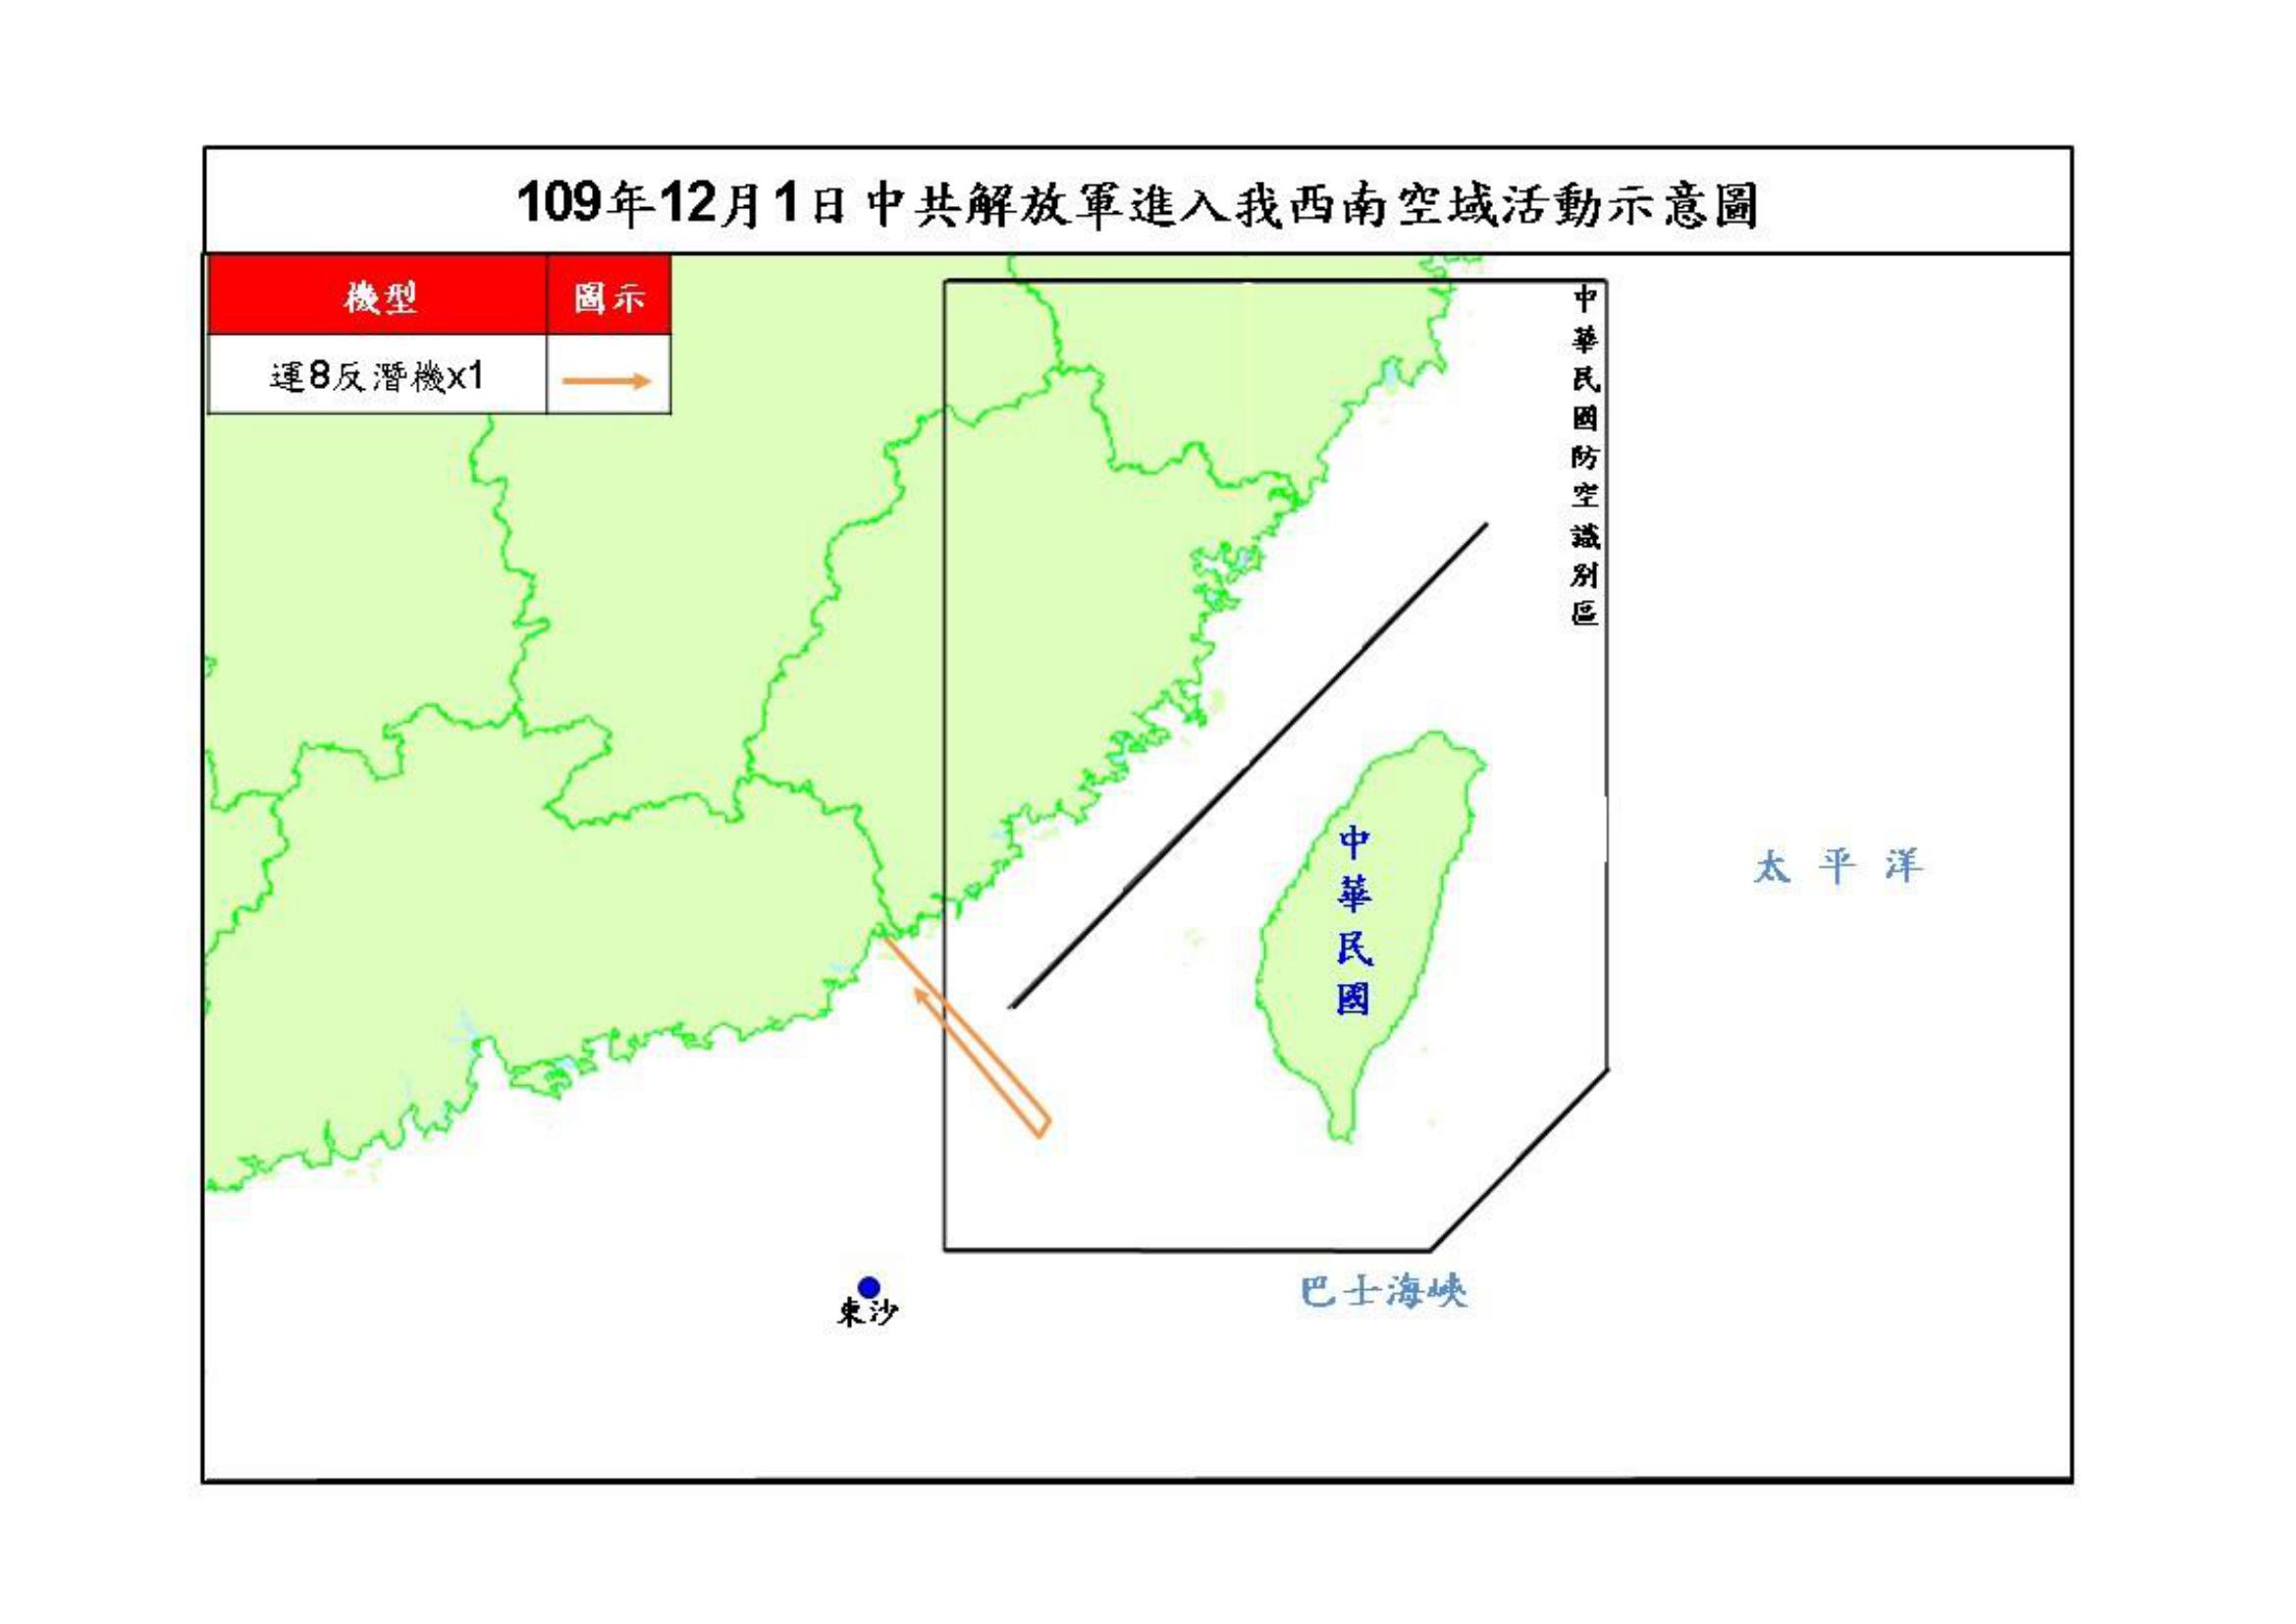 109年12月1日中共解放軍進入我西南空域活動示意圖
機型 圖示
運8反潛機x1
中華民國防空識別區
中華民國
太平洋
巴士海峽
東沙